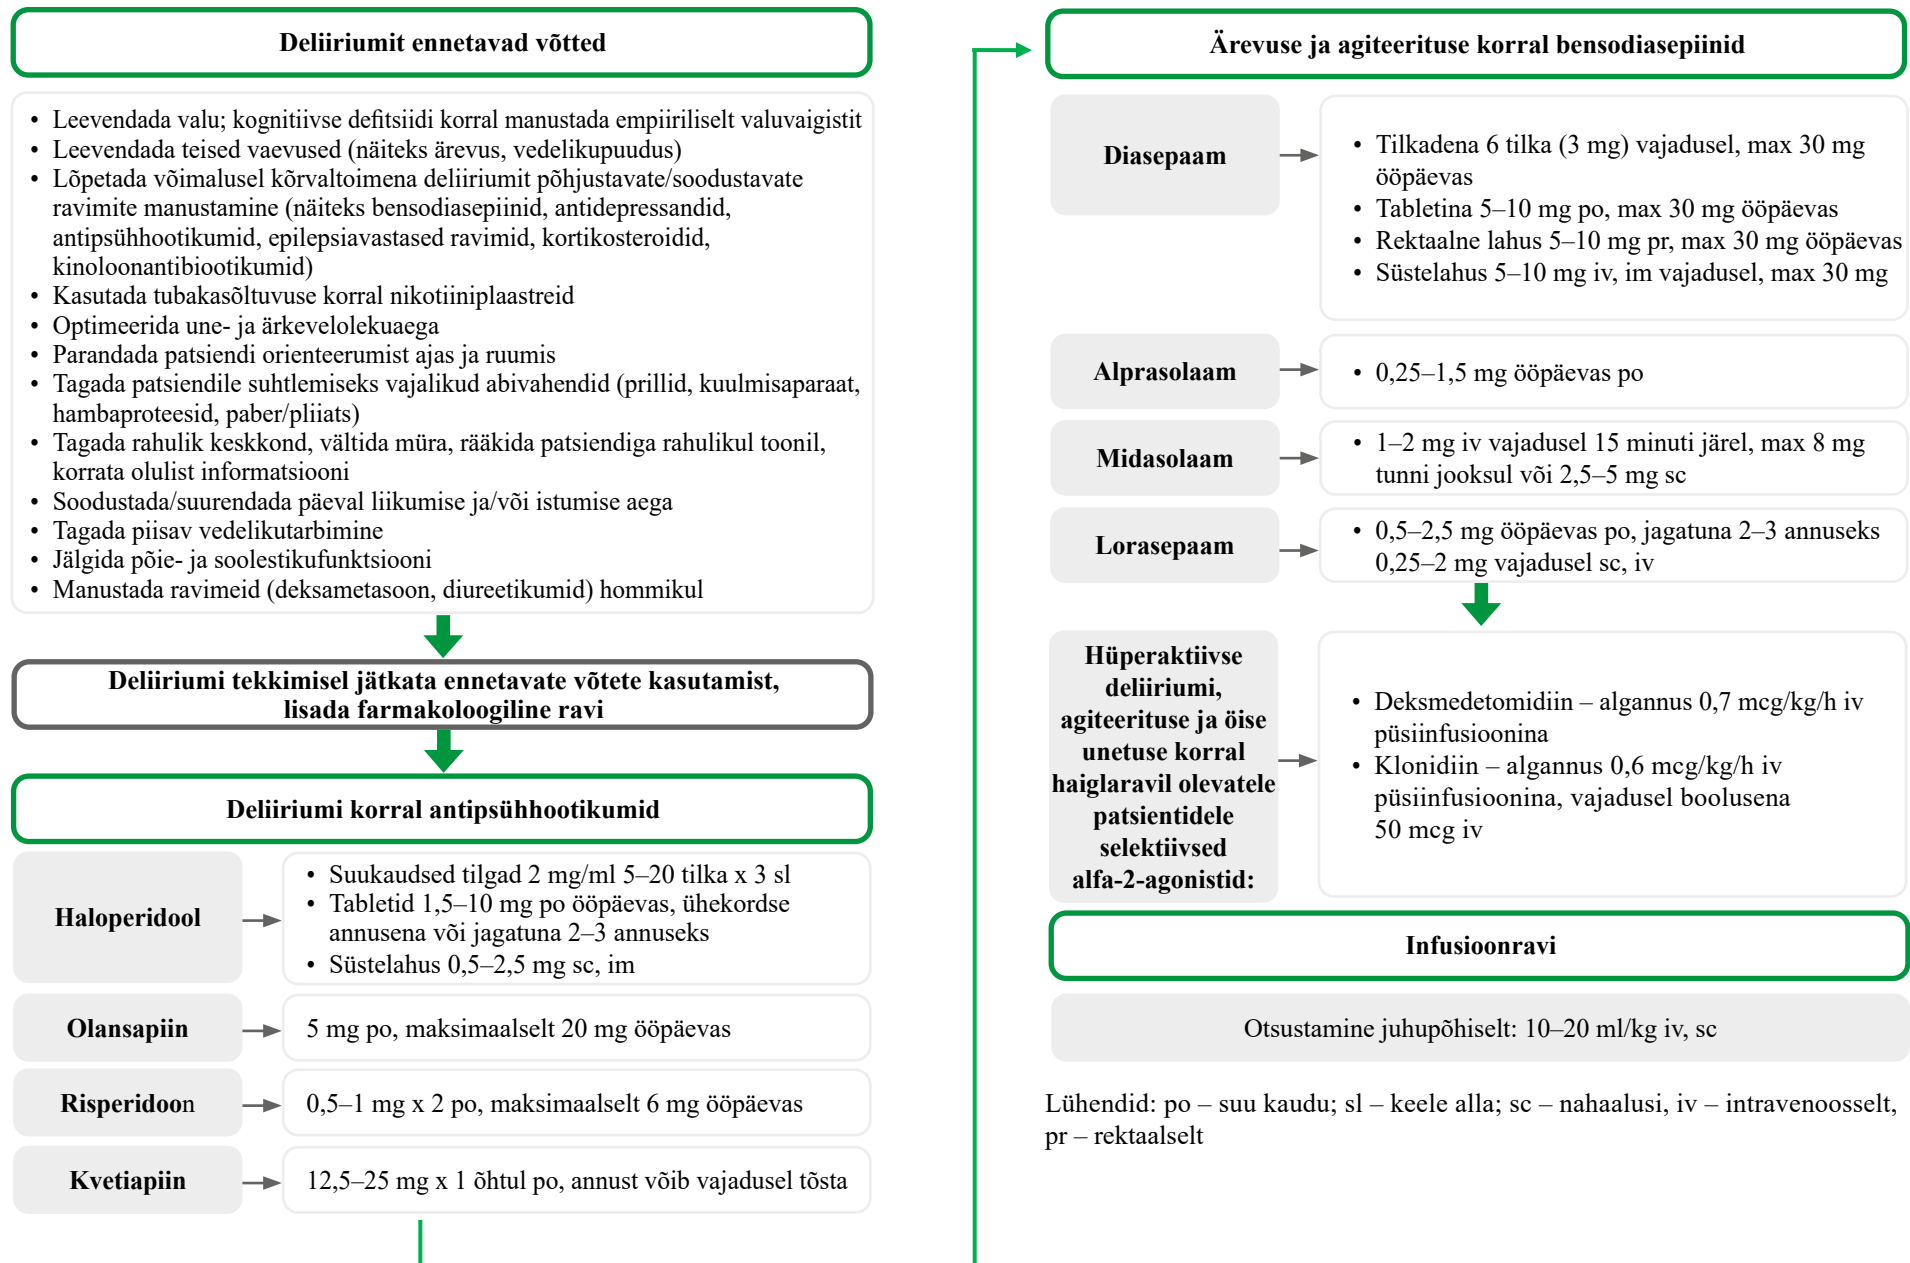 Deliiriumit ennetavad võtted
• Leevendada valu; kognitiivse defitsiidi korral manustada empiiriliselt valuvaigistit
• Leevendada teised vaevused (näiteks ärevus, vedelikupuudus)
• Lõpetada võimalusel kõrvaltoimena deliiriumit põhjustavate/soodustavate
ravimite manustamine (näiteks bensodiasepiinid, antidepressandid,
antipsühhootikumid, epilepsiavastased ravimid, kortikosteroidid,
kinoloonantibiootikumid)
• Kasutada tubakasõltuvuse korral nikotiiniplaastreid
• Optimeerida une- ja ärkevelolekuaega
• Parandada patsiendi orienteerumist ajas ja ruumis
• Tagada patsiendile suhtlemiseks vajalikud abivahendid (prillid, kuulmisaparaat,
hambaproteesid, paber/pliiats)
• Tagada rahulik keskkond, vältida müra, rääkida patsiendiga rahulikul toonil,
korrata olulist informatsiooni
• Soodustada/suurendada päeval liikumise ja/või istumise aega
• Tagada piisav vedelikutarbimine
• Jälgida põie- ja soolestikufunktsiooni
• Manustada ravimeid (deksametasoon, diureetikumid) hommikul
Deliiriumi tekkimisel jätkata ennetavate võtete kasutamist,
lisada farmakoloogiline ravi
Deliiriumi korral antipsühhootikumid
Haloperidool
• Suukaudsed tilgad 2 mg/ml 5–20 tilka x 3 sl
• Tabletid 1,5–10 mg po ööpäevas, ühekordse
annusena või jagatuna 2–3 annuseks
• Süstelahus 0,5–2,5 mg sc, im
Olansapiin
5 mg po, maksimaalselt 20 mg ööpäevas
Risperidoon
0,5–1 mg x 2 po, maksimaalselt 6 mg ööpäevas
Kvetiapiin
12,5–25 mg x 1 õhtul po, annust võib vajadusel tõsta
Ärevuse ja agiteerituse korral bensodiasepiinid
Diasepaam
• Tilkadena 6 tilka (3 mg) vajadusel, max 30 mg
ööpäevas
• Tabletina 5–10 mg po, max 30 mg ööpäevas
• Rektaalne lahus 5–10 mg pr, max 30 mg ööpäevas
• Süstelahus 5–10 mg iv, im vajadusel, max 30 mg
Alprasolaam
• 0,25–1,5 mg ööpäevas po
Midasolaam
• 1–2 mg iv vajadusel 15 minuti järel, max 8 mg
tunni jooksul või 2,5–5 mg sc
Lorasepaam
• 0,5–2,5 mg ööpäevas po, jagatuna 2–3 annuseks
0,25–2 mg vajadusel sc, iv
Hüperaktiivse
deliiriumi,
agiteerituse ja öise
unetuse korral
haiglaravil olevatele
patsientidele
selektiivsed
alfa-2-agonistid:
• Deksmedetomidiin – algannus 0,7 mcg/kg/h iv
püsiinfusioonina
• Klonidiin – algannus 0,6 mcg/kg/h iv
püsiinfusioonina, vajadusel boolusena
50 mcg iv
Infusioonravi
Otsustamine juhupõhiselt: 10–20 ml/kg iv, sc
Lühendid: po – suu kaudu; sl – keele alla; sc – nahaalusi, iv – intravenoosselt,
pr – rektaalselt